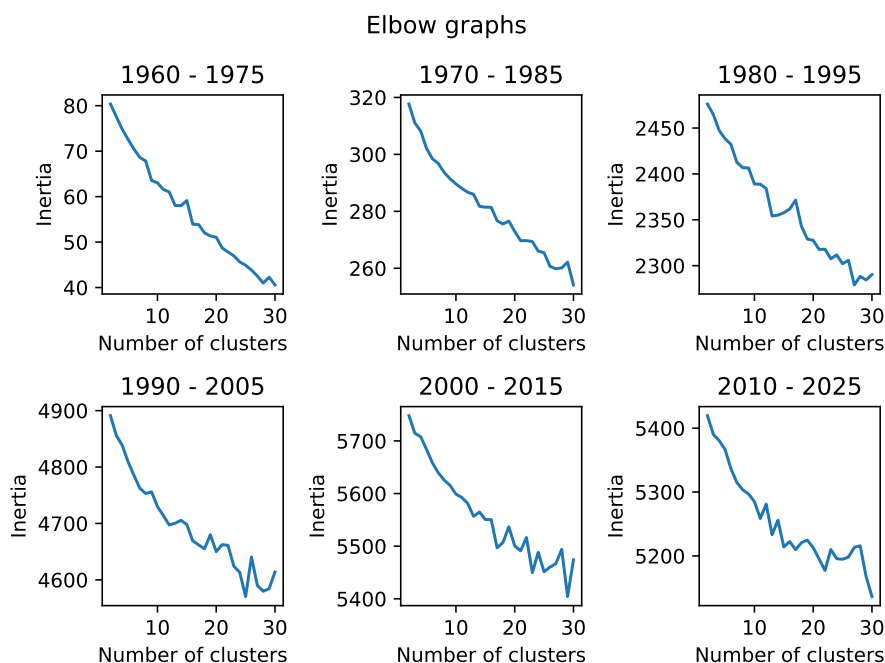 Elbow graphs
1960 - 1975
1970 - 1985
1980 - 1995
80
70
60
50
40
Inertia
10 20 30
Number of clusters
320
300
280
260
Inertia
10 20 30
Number of clusters
2450
2400
2350
2300
Inertia
10 20 30
Number of clusters
1990 - 2005
2000 - 2015
2010 - 2025
4900
4800
4700
4600
Inertia
10 20 30
Number of clusters
5700
5600
5500
5400
Inertia
10 20 30
Number of clusters
5400
5300
5200
Inertia
10 20 30
Number of clusters